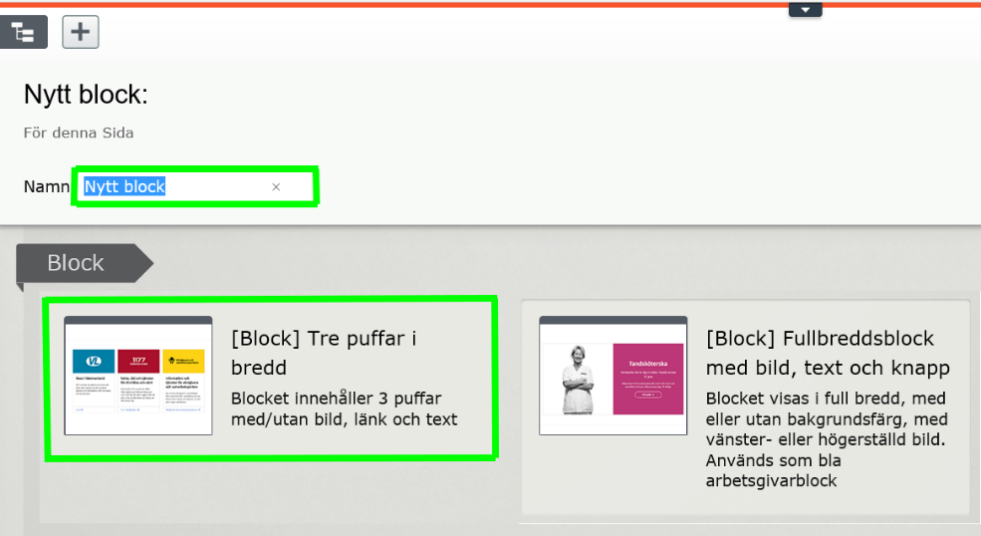 Nytt block:
För denna Sida
Namn Nytt block ×
Block
[Block] Tre puffar i
bredd
Blocket innehåller 3 puffar
med/utan bild, länk och text
1177
[Block] Fullbreddsblock
med bild, text och knapp
Blocket visas i full bredd, med
eller utan bakgrundsfärg, med
vänster- eller högerställd bild.
Används som bla
arbetsgivarblock
Tandsköterska